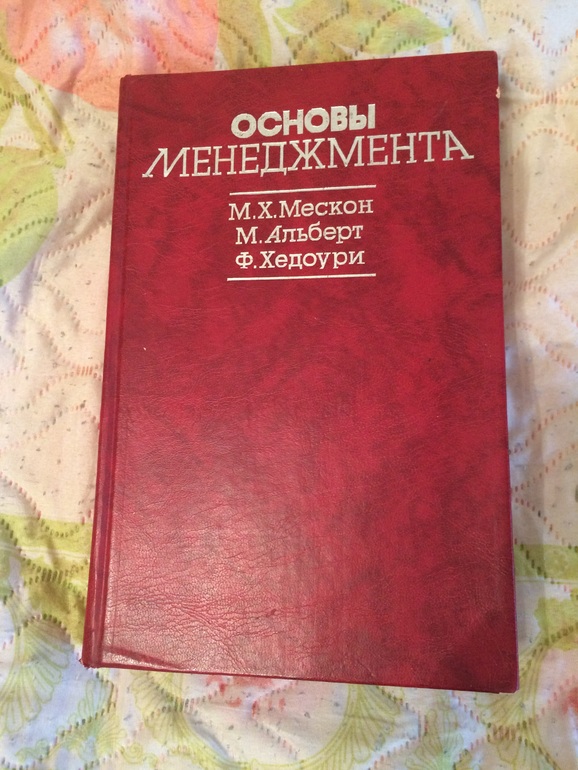 ОСНОВЫ
МЕНЕДЖМЕНТА
М.Х.Мескон
М.Альберт
Ф.Хедоури